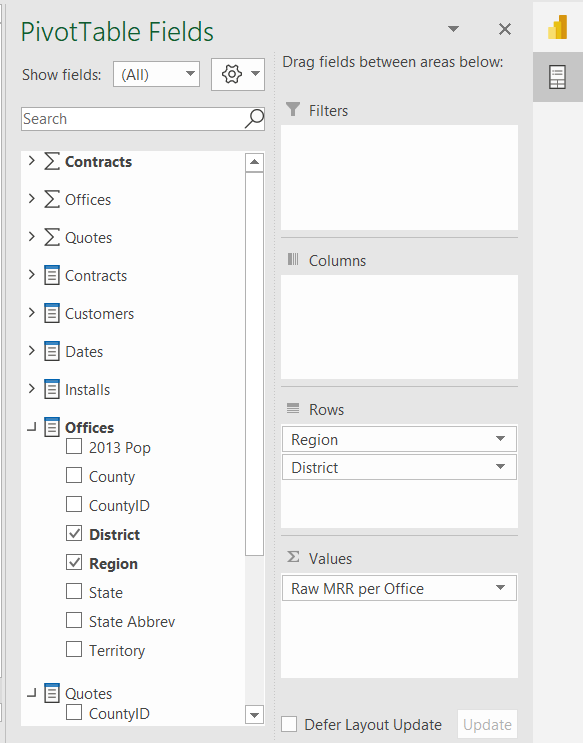 PivotTable Fields
Show fields: (All)
Search
Contracts
Offices
Quotes
Contracts
Customers
Dates
Installs
Offices
2013 Pop
County
CountyID
District
Region
State
State Abbrev
Territory
Quotes
CountyID
Drag fields between areas below:
Filters
Columns
Rows
Region
District
Values
Raw MRR per Office
Defer Layout Update Update